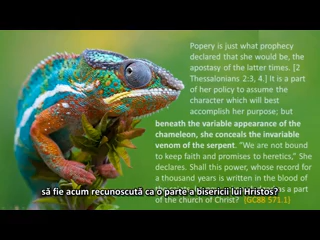 Popery is just what prophecy
declared that she would be, the
apostasy of the latter times. [2
Thessalonians 2:3, 4.] It is a part
of her policy to assume the
character which will best
accomplish her purpose; but
beneath the variable appearance of the
chameleon, she conceals the invariable
venom of the serpent. “We are not bound
to keep faith and promises to heretics,” She
declares. Shall this power, whose record for
a thousand years is written in the blood of
as a part
of the church of Christ? {GC88 571.1}
să fie acum recunoscută ca o parte a bisericii lui Hristos?